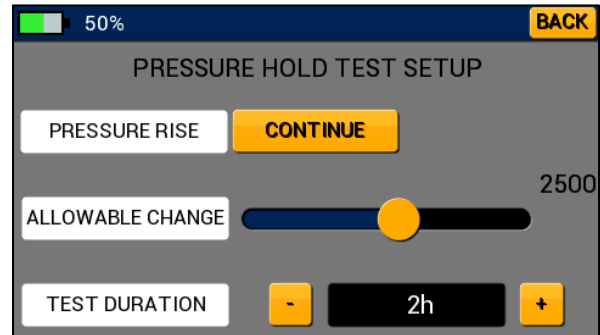 50% BACK
PRESSURE HOLD TEST SETUP
PRESSURE RISE CONTINUE
2500
ALLOWABLE CHANGE
TEST DURATION - 2h +